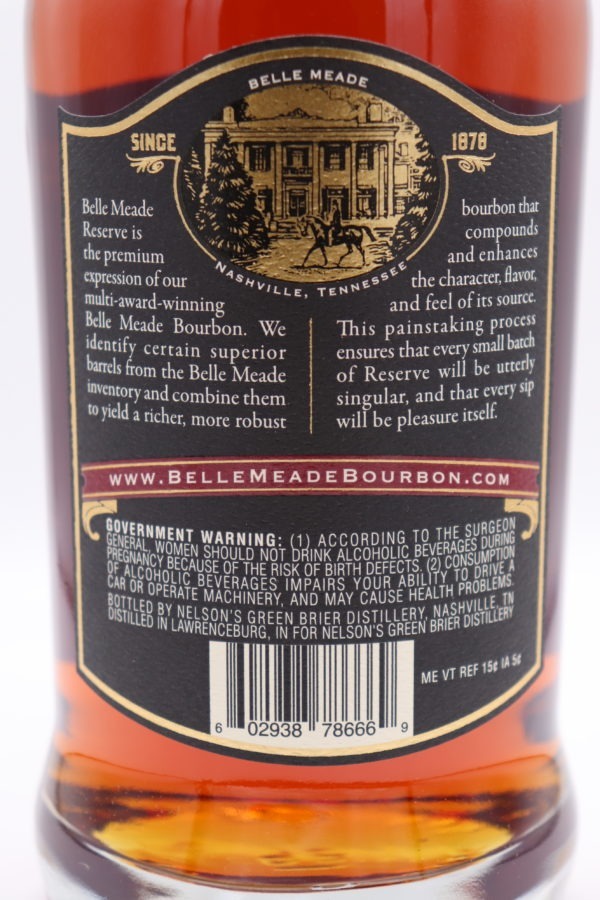 BELLE MEADE
SINCE 1878
NASHVILLE, TENNESSEE
Belle Meade
Reserve is
the premium
expression of our
multi-award-winning
Belle Meade Bourbon. We
identify certain superior
barrels from the Belle Meade
inventory and combine them
to yield a richer, more robust
bourbon that
compounds
and enhances
the character, flavor,
and feel of its source.
This painstaking process
ensures that every small batch
of Reserve will be utterly
singular, and that every sip
will be pleasure itself.
WWW.BELLEMEADEBOURBON.COM
GOVERNMENT WARNING: (1) ACCORDING TO THE SURGEON
GENERAL, WOMEN SHOULD NOT DRINK ALCOHOLIC BEVERAGES DURING
PREGNANCY BECAUSE OF THE RISK OF BIRTH DEFECTS. (2) CONSUMPTION
OF ALCOHOLIC BEVERAGES IMPAIRS YOUR ABILITY TO DRIVE A
CAR OR OPERATE MACHINERY, AND MAY CAUSE HEALTH PROBLEMS.
BOTTLED BY NELSON'S GREEN BRIER DISTILLERY, NASHVILLE, TN
DISTILLED IN LAWRENCEBURG, IN FOR NELSON'S GREEN BRIER DISTILLERY
ME VT REF 15¢ IA 5¢
6 02938 78666 9